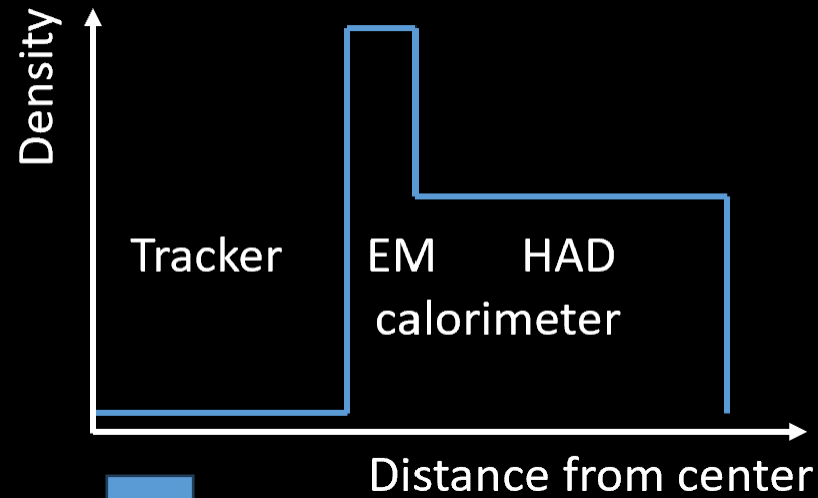 Density
Tracker
EM HAD
calorimeter
Distance from center